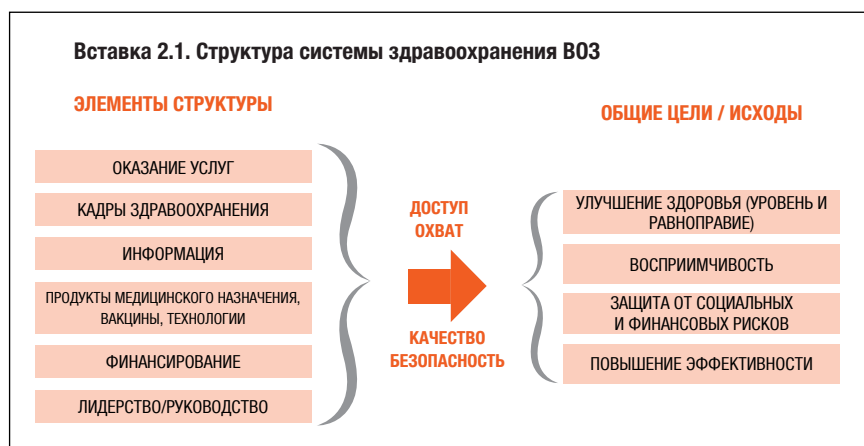 Вставка 2.1. Структура системы здравоохранения ВОЗ
ЭЛЕМЕНТЫ СТРУКТУРЫ
ОКАЗАНИЕ УСЛУГ
КАДРЫ ЗДРАВООХРАНЕНИЯ
ИНФОРМАЦИЯ
ПРОДУКТЫ МЕДИЦИНСКОГО НАЗНАЧЕНИЯ,
ВАКЦИНЫ, ТЕХНОЛОГИИ
ФИНАНСИРОВАНИЕ
ЛИДЕРСТВО/РУКОВОДСТВО
ДОСТУП
ОХВАТ
КАЧЕСТВО
БЕЗОПАСНОСТЬ
ОБЩИЕ ЦЕЛИ / ИСХОДЫ
УЛУЧШЕНИЕ ЗДОРОВЬЯ (УРОВЕНЬ И
РАВНОПРАВИЕ)
ВОСПРИИМЧИВОСТЬ
ЗАЩИТА ОТ СОЦИАЛЬНЫХ
И ФИНАНСОВЫХ РИСКОВ
ПОВЫШЕНИЕ ЭФФЕКТИВНОСТИ